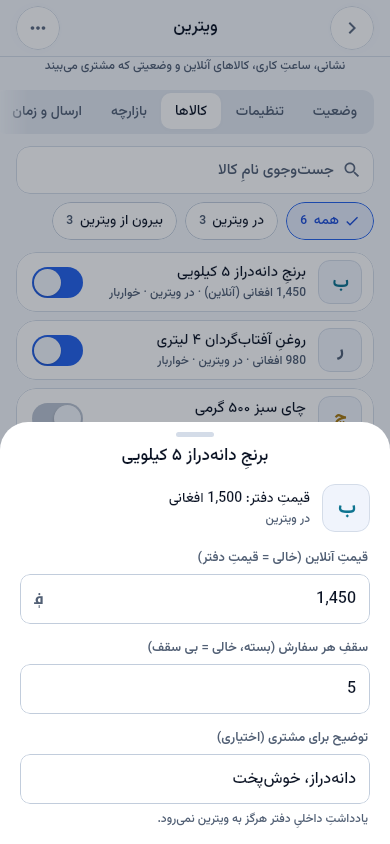 ویترین
نشانی، ساعتِ کاری، کالاهای آنلاین و وضعیتی که مشتری می‌بیند
وضعیت
تنظیمات
کالاها
بازارچه
ارسال و زمان
جست‌وجوی نامِ کالا
همه 6
در ویترین 3
بیرون از ویترین 3
ب
برنجِ دانه‌دراز ۵ کیلویی
1,450 افغانی (آنلاین) · در ویترین · خواربار
ر
روغنِ آفتاب‌گردان ۴ لیتری
980 افغانی · در ویترین · خواربار
چ
چای سبز ۵۰۰ گرمی
برنجِ دانه‌دراز ۵ کیلویی
ب
قیمتِ دفتر: 1,500 افغانی
در ویترین
قیمتِ آنلاین (خالی = قیمتِ دفتر)
1,450
؋
سقفِ هر سفارش (بسته، خالی = بی سقف)
5
توضیح برای مشتری (اختیاری)
دانه‌دراز، خوش‌پخت
یادداشتِ داخلیِ دفتر هرگز به ویترین نمی‌رود.